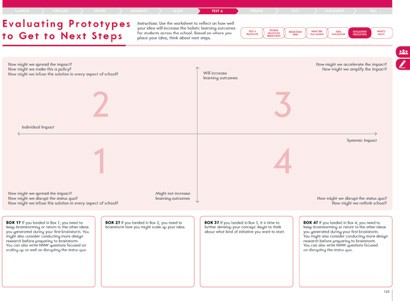 TEST A
Evaluating Prototypes
to Get to Next Steps
Instructions: Use the worksheet to reflect on how well
your idea will increase the holistic learning outcomes
for students across the school. Based on where you
place your idea, think about next steps.
How might we spread the impact?
How might we make this a policy?
How might we infuse the solution in every aspect of school?
Will increase
learning outcomes
How might we accelerate the impact?
How might we simplify the impact?
2
3
Individual Impact
Systemic Impact
1
4
How might we spread the impact?
How might we disrupt the status quo?
How might we infuse the solution in every aspect of school?
Might not increase
learning outcomes
How might we disrupt the status quo?
How might we rethink school?
BOX 1? If you landed in Box 1, you need to
keep brainstorming or return to the other ideas
you generated during your first brainstorm. You
might also consider conducting more design
research before preparing to brainstorm.
You can also write HMW questions focused on
scaling up as well as disrupting the status quo.
BOX 2? If you landed in Box 2, you need to
brainstorm how you might scale up your idea.
BOX 3? If you landed in Box 3, it is time to
further develop your concept. Begin to think
about what kind of initiative you want to start.
BOX 4? If you landed in Box 4, you need to
keep brainstorming or return to the other ideas
you generated during your first brainstorm. You
might also consider conducting more design
research before preparing to brainstorm.
You can also write HMW questions focused
on disrupting the status quo.